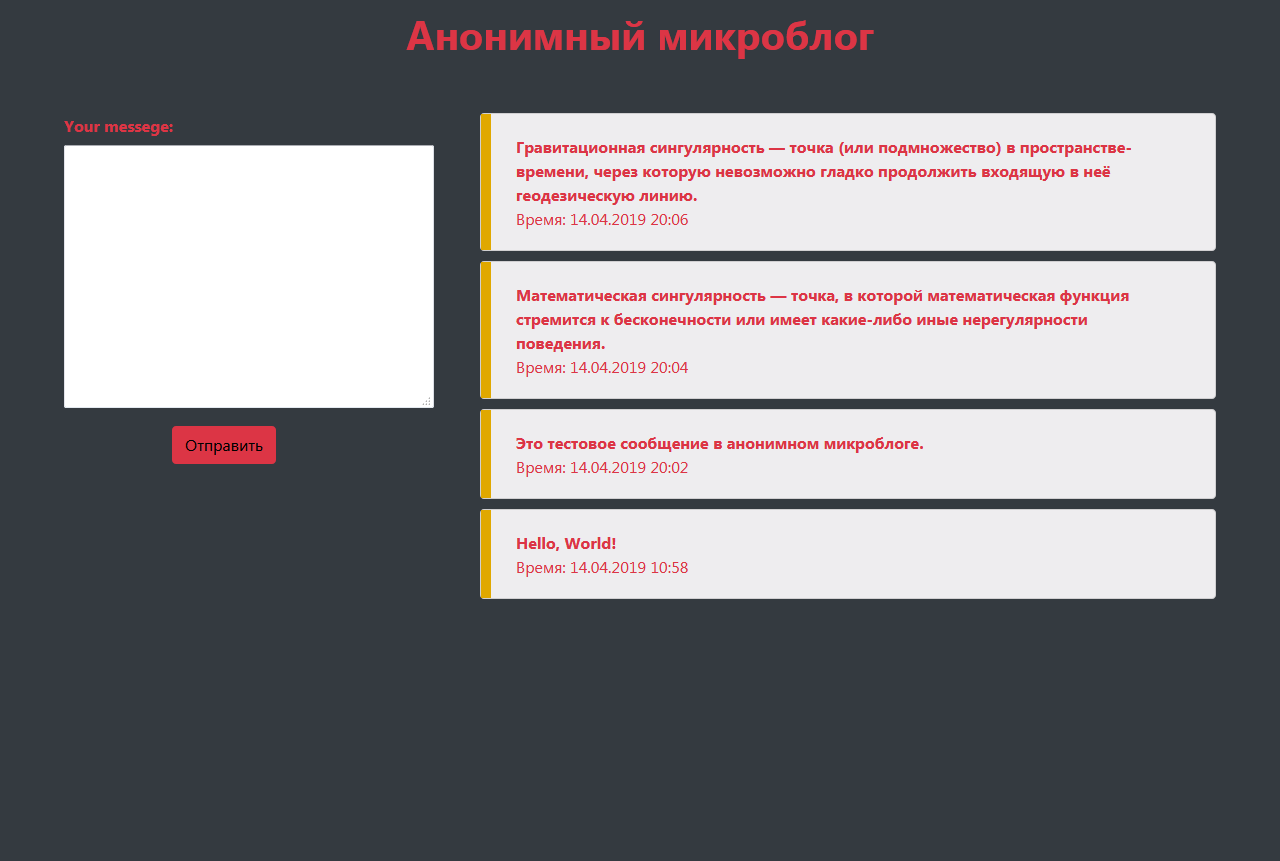 Анонимный микроблог
Your messege:
Отправить
Гравитационная сингулярность — точка (или подмножество) в пространстве-
времени, через которую невозможно гладко продолжить входящую в неё
геодезическую линию.
Время: 14.04.2019 20:06
Математическая сингулярность — точка, в которой математическая функция
стремится к бесконечности или имеет какие-либо иные нерегулярности
поведения.
Время: 14.04.2019 20:04
Это тестовое сообщение в анонимном микроблоге.
Время: 14.04.2019 20:02
Hello, World!
Время: 14.04.2019 10:58